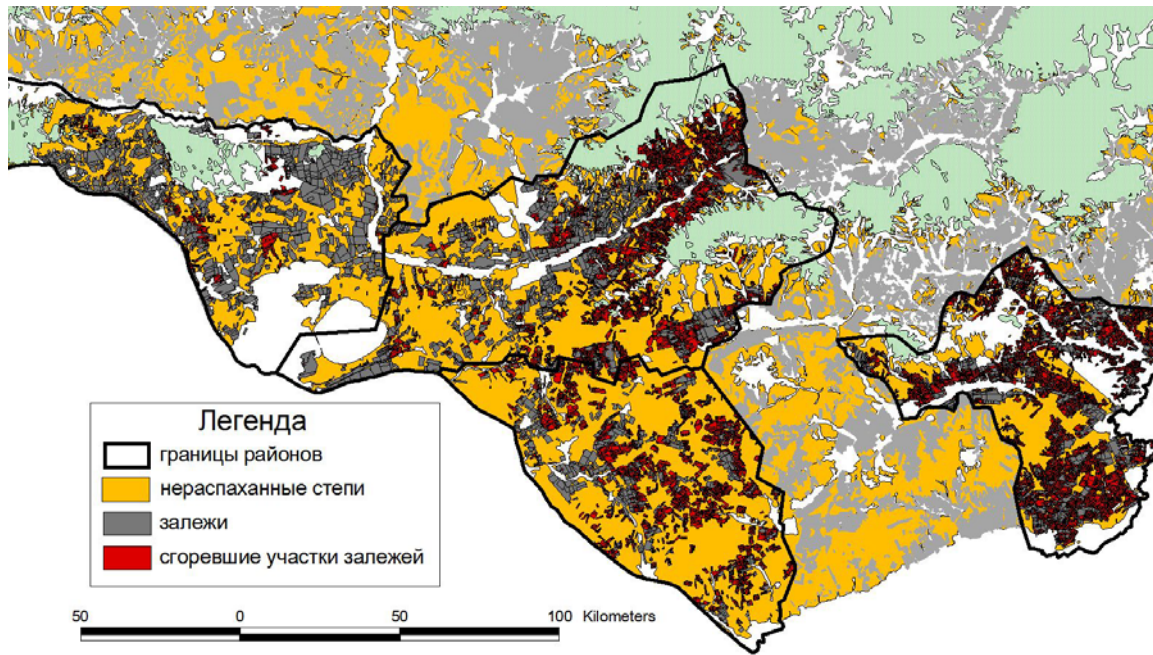 Легенда
границы районов
нераспаханные степи
залежи
сгоревшие участки залежей
50 0 50 100 Kilometers